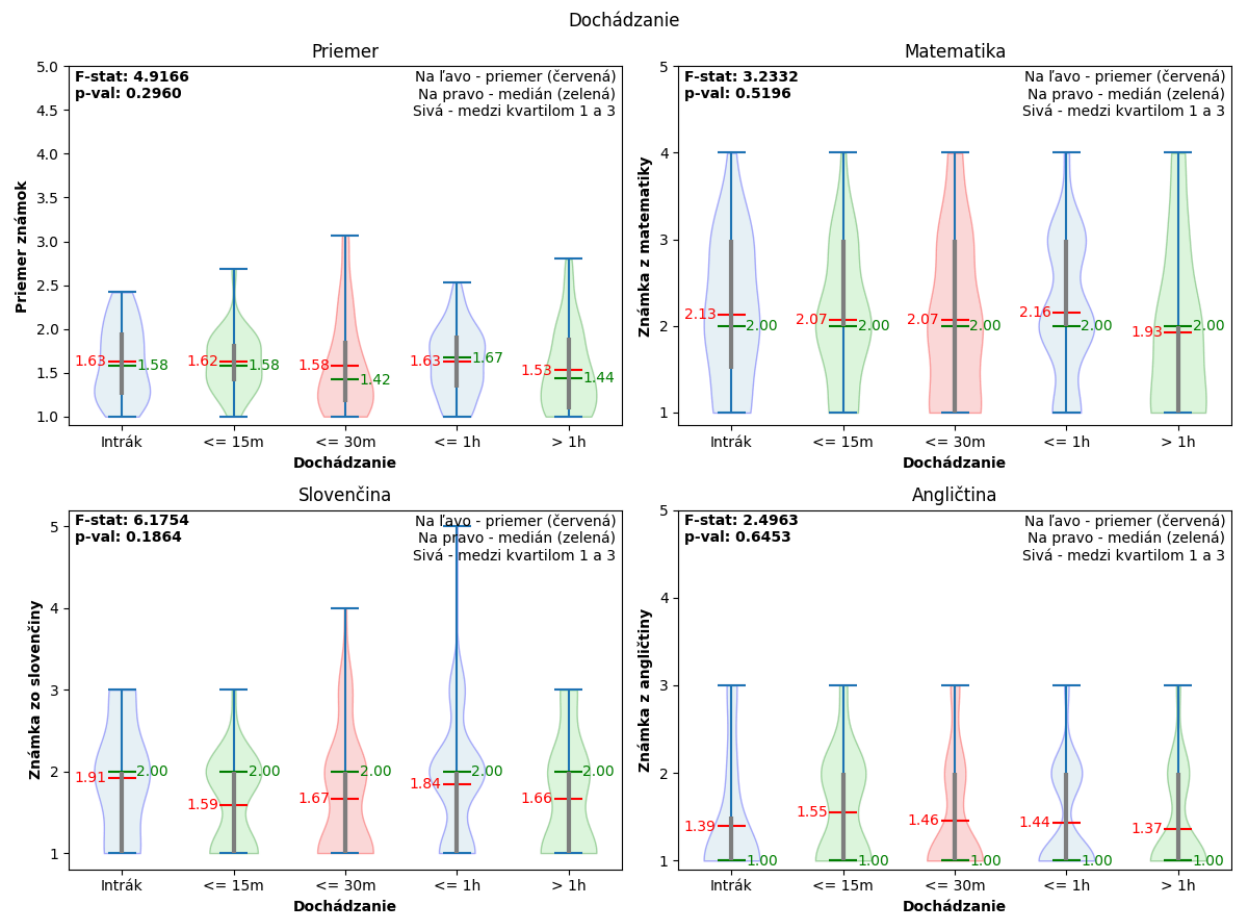 Dochádzanie
Priemer
F-stat: 4.9166
p-val: 0.2960
Na ľavo - priemer (červená)
Na pravo - medián (zelená)
Sivá - medzi kvartilom 1 a 3
Priemer známok
5.0
4.5
4.0
3.5
3.0
2.5
2.0
1.5
1.0
1.63
1.58
1.62
1.58
1.58
1.42
1.63
1.67
1.53
1.44
Intrák
<= 15m
<= 30m
<= 1h
> 1h
Dochádzanie
Matematika
F-stat: 3.2332
p-val: 0.5196
Na ľavo - priemer (červená)
Na pravo - medián (zelená)
Sivá - medzi kvartilom 1 a 3
Známka z matematiky
5
4
3
2
1
2.13
2.00
2.07
2.00
2.07
2.00
2.16
2.00
1.93
2.00
Intrák
<= 15m
<= 30m
<= 1h
> 1h
Dochádzanie
Slovenčina
F-stat: 6.1754
p-val: 0.1864
Na ľavo - priemer (červená)
Na pravo - medián (zelená)
Sivá - medzi kvartilom 1 a 3
Známka zo slovenčiny
5
4
3
2
1
1.91
2.00
1.59
2.00
1.67
2.00
1.84
2.00
1.66
2.00
Intrák
<= 15m
<= 30m
<= 1h
> 1h
Dochádzanie
Angličtina
F-stat: 2.4963
p-val: 0.6453
Na ľavo - priemer (červená)
Na pravo - medián (zelená)
Sivá - medzi kvartilom 1 a 3
Známka z angličtiny
5
4
3
2
1
1.39
1.00
1.55
1.00
1.46
1.00
1.44
1.00
1.37
1.00
Intrák
<= 15m
<= 30m
<= 1h
> 1h
Dochádzanie